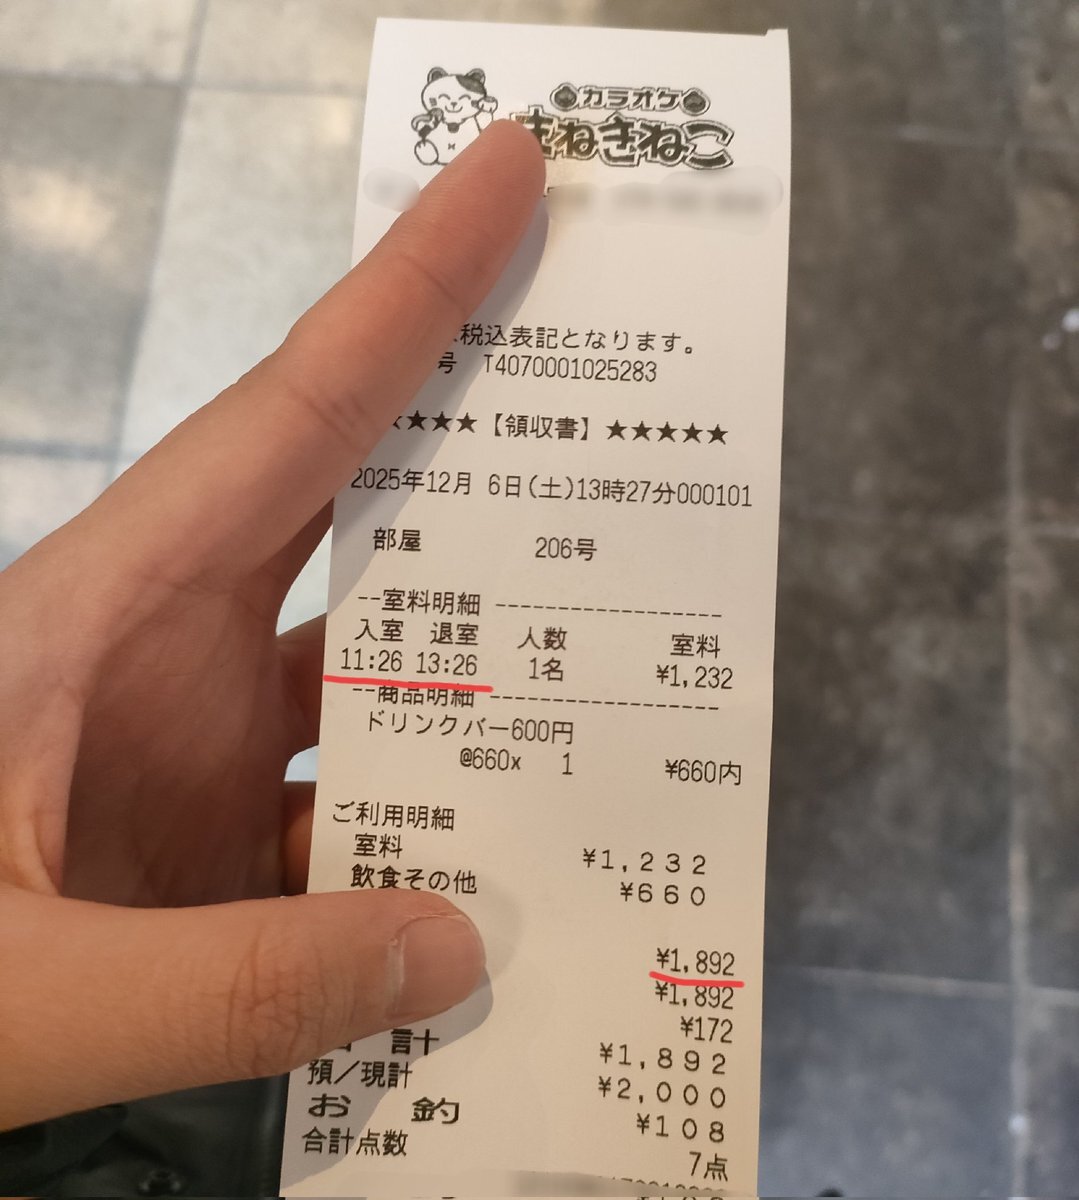 カラオケ
まねきねこ
税込表記となります。
号 T4070001025283
★★★★【領収書】★★★★★
2025年12月 6日(土)13時27分000101
部屋 206号
--室料明細 ------------------
入室 退室 人数 室料
11:26 13:26 1名 ¥1,232
--商品明細 ------------------
ドリンクバー600円
@660x 1 ¥660内
ご利用明細
室料 ¥1,232
飲食その他 ¥660
¥1,892
¥1,892
¥172
計 ¥1,892
預/現計 ¥2,000
お 釣 ¥108
合計点数 7点